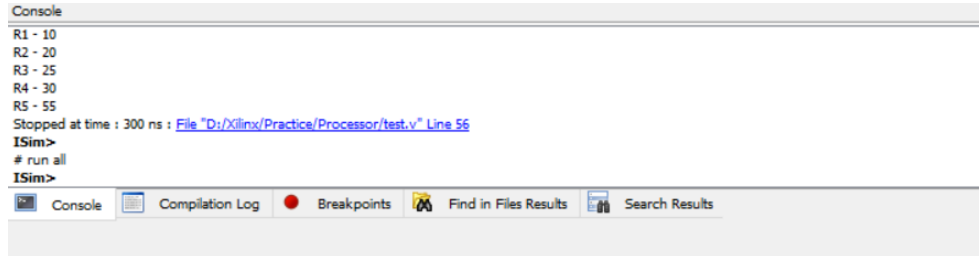 Console
R1 - 10
R2 - 20
R3 - 25
R4 - 30
R5 - 55
Stopped at time : 300 ns : File "D:/Xilinx/Practice/Processor/test.v" Line 56
ISim>
# run all
ISim>
Console Compilation Log Breakpoints Find in Files Results Search Results